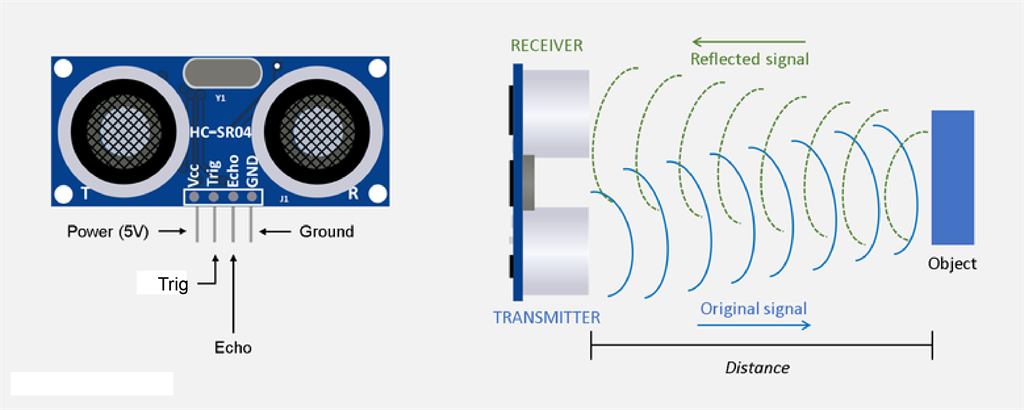 Y1
HC-SR04
Vcc
Trig
Echo
GND
T
J1
R
Power (5V)
Ground
Trig
Echo
RECEIVER
Reflected signal
Object
Original signal
TRANSMITTER
Distance